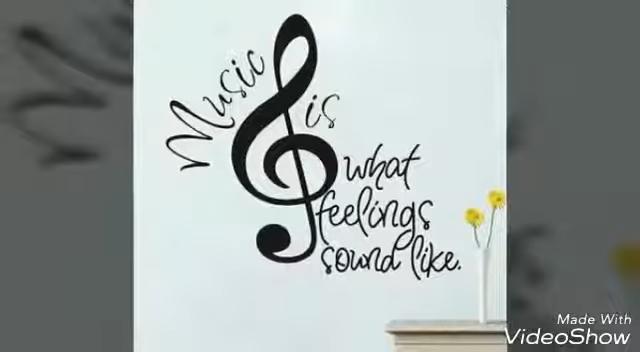 Music
is
what
feelings
sound like.
Made With
VideoShow